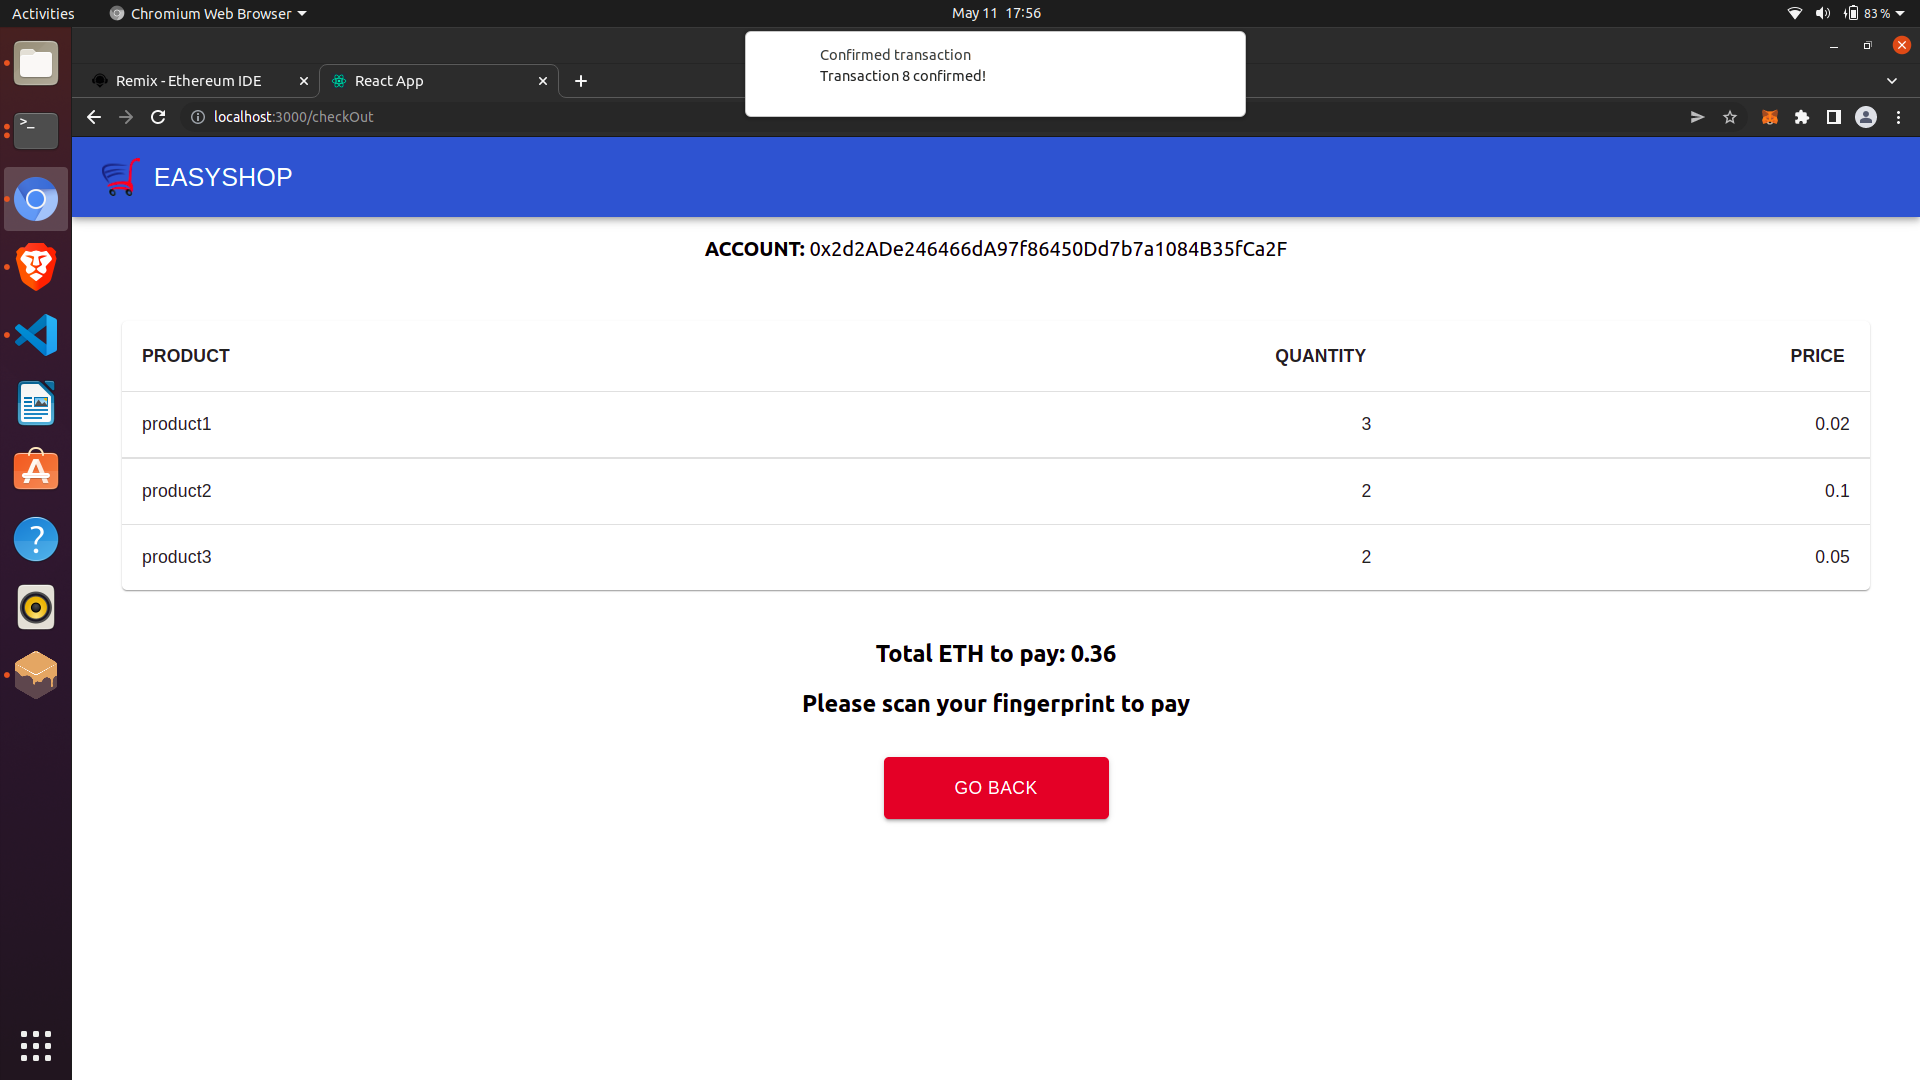 Activities
Chromium Web Browser
May 11 17:56
83 %
Confirmed transaction
Transaction 8 confirmed!
Remix - Ethereum IDE
React App
localhost:3000/checkOut
EASYSHOP
ACCOUNT: 0x2d2ADe246466dA97f86450Dd7b7a1084B35fCa2F
PRODUCT QUANTITY PRICE
product1 3 0.02
product2 2 0.1
product3 2 0.05
Total ETH to pay: 0.36
Please scan your fingerprint to pay
GO BACK